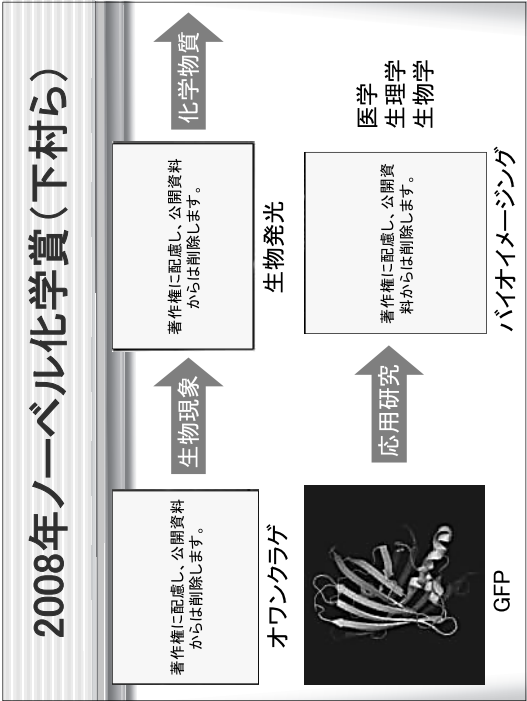 2008年ノーベル化学賞(下村ら)
著作権に配慮し、公開資料
からは削除します。
オワンクラゲ
生物現象
著作権に配慮し、公開資料
からは削除します。
生物発光
化学物質
GFP
応用研究
著作権に配慮し、公開資
料からは削除します。
バイオイメージング
医学
生理学
生物学